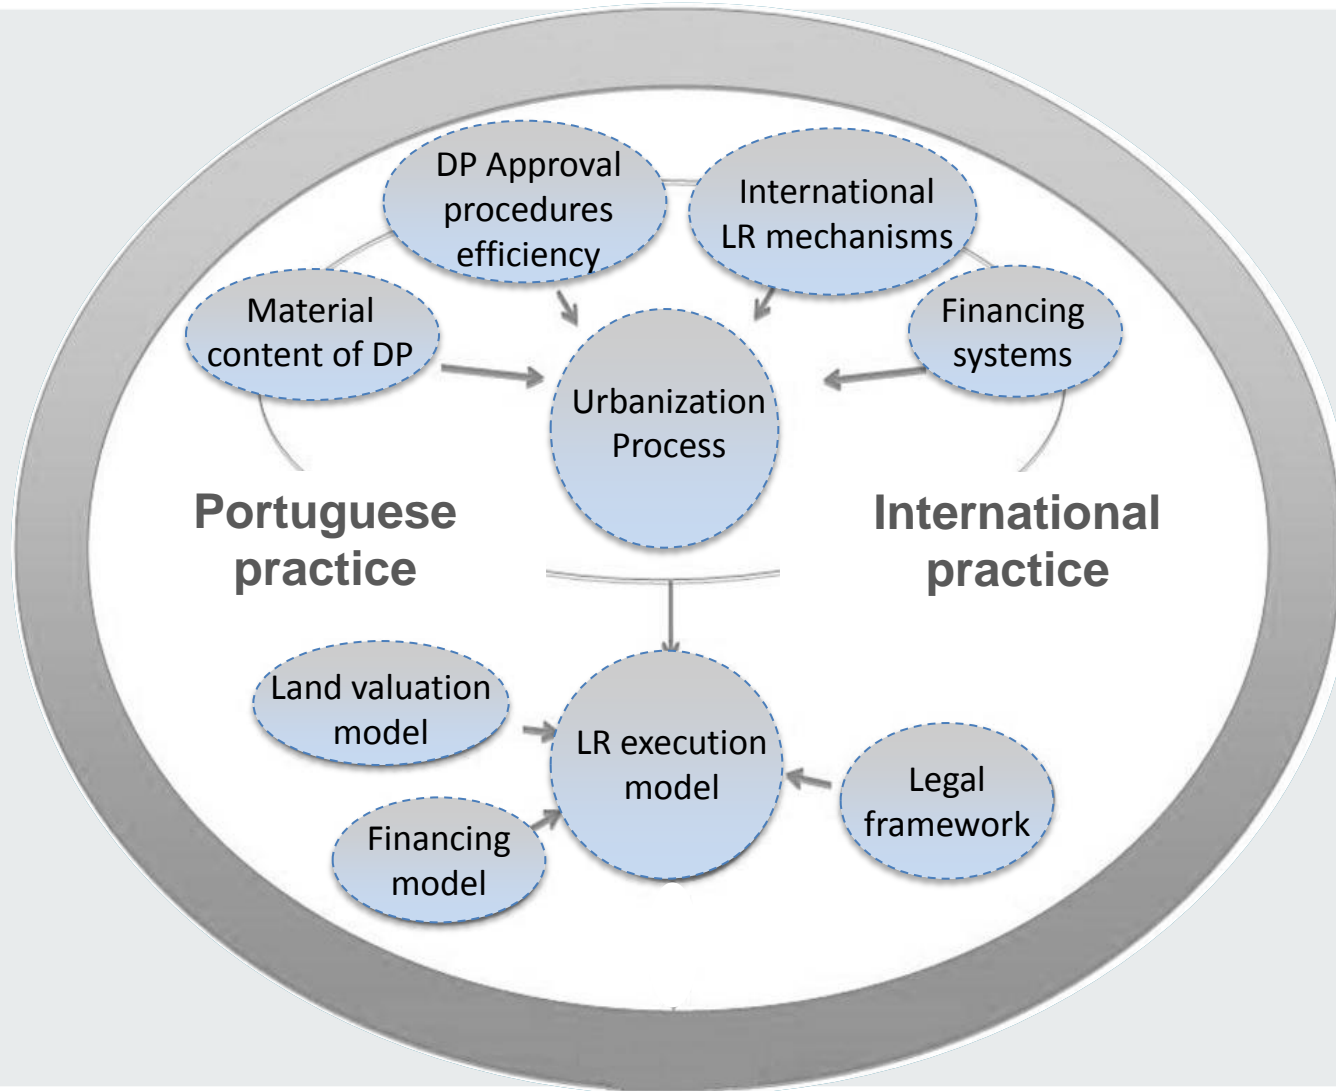 DP Approval
procedures
efficiency
International
LR mechanisms
Material
content of DP
Financing
systems
Urbanization
Process
Portuguese
practice
International
practice
Land valuation
model
LR execution
model
Legal
framework
Financing
model